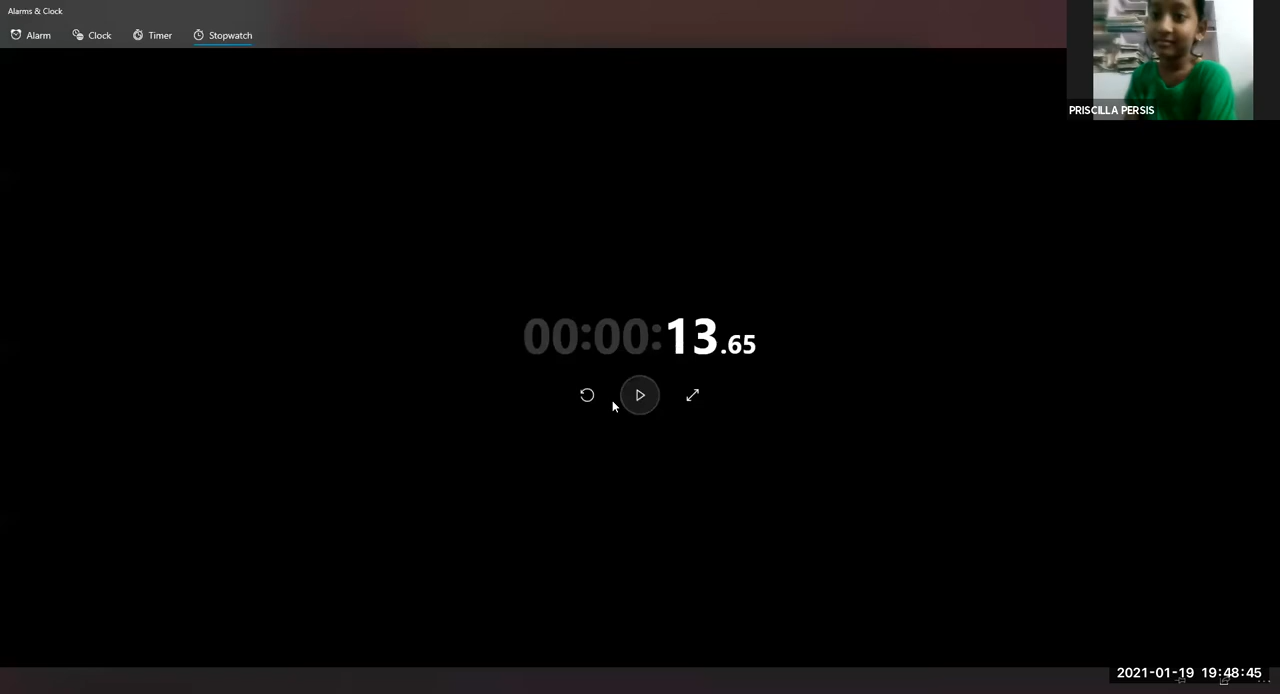 Alarms & Clock
Alarm Clock Timer Stopwatch
PRISCILLA PERSIS
00:00:13.65
2021-01-19 19:48:45